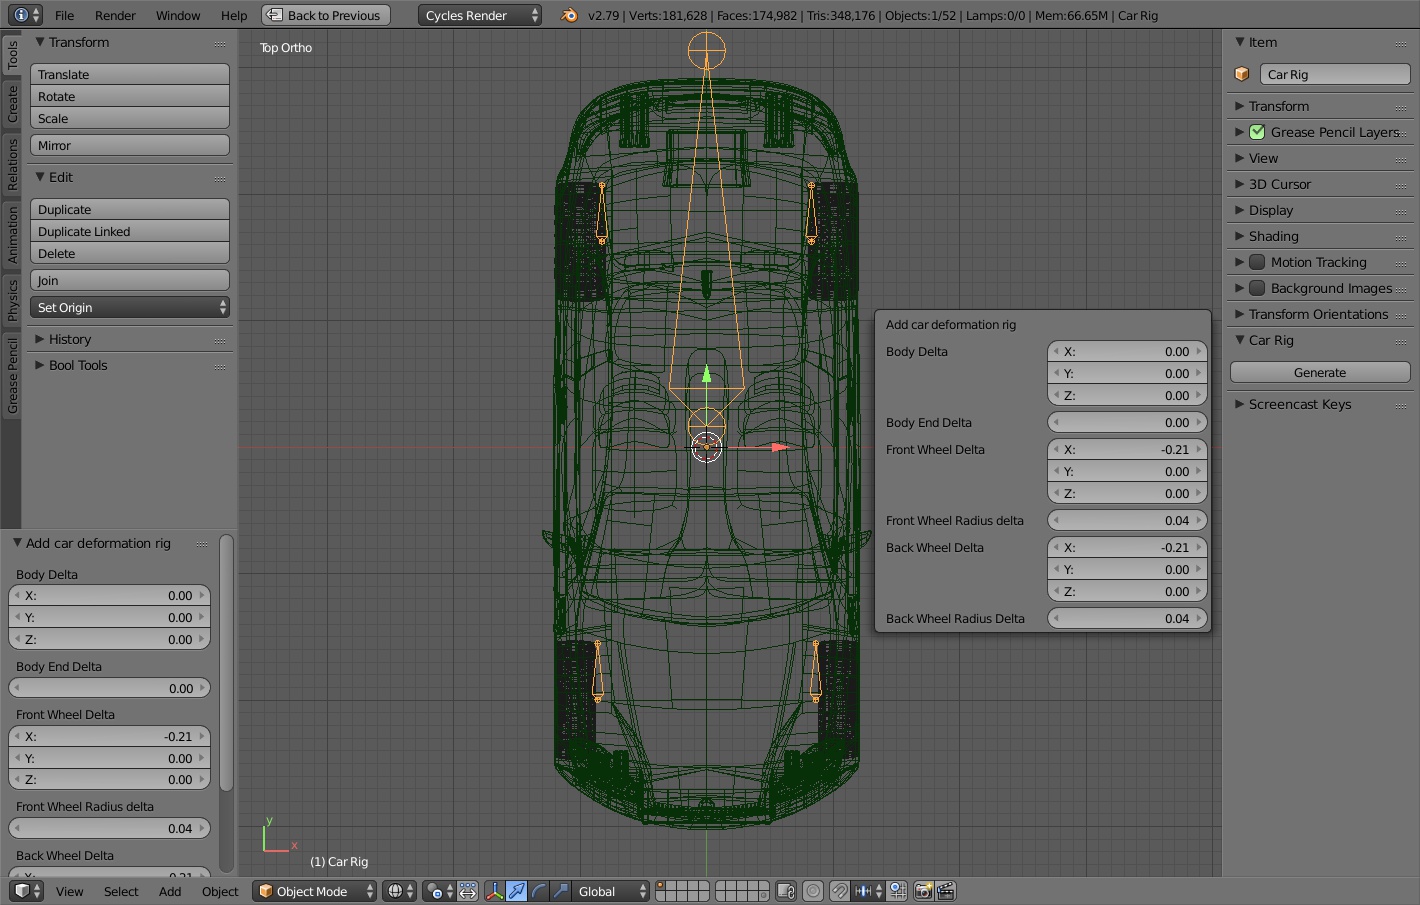 File
Render
Window
Help
Back to Previous
Cycles Render
v2.79 | Verts:181,628 | Faces:174,982 | Tris:348,176 | Objects:1/52 | Lamps:0/0 | Mem:66.65M | Car Rig
Tools
Create
Relations
Animation
Physics
Grease Pencil
Transform
Translate
Rotate
Scale
Mirror
Edit
Duplicate
Duplicate Linked
Delete
Join
Set Origin
History
Bool Tools
Add car deformation rig
Body Delta
X: 0.00
Y: 0.00
Z: 0.00
Body End Delta
0.00
Front Wheel Delta
X: -0.21
Y: 0.00
Z: 0.00
Front Wheel Radius delta
0.04
Back Wheel Delta
Top Ortho
y
x
(1) Car Rig
Add car deformation rig
Body Delta
X: 0.00
Y: 0.00
Z: 0.00
Body End Delta 0.00
Front Wheel Delta
X: -0.21
Y: 0.00
Z: 0.00
Front Wheel Radius delta 0.04
Back Wheel Delta
X: -0.21
Y: 0.00
Z: 0.00
Back Wheel Radius Delta 0.04
Item
Car Rig
Transform
Grease Pencil Layers
View
3D Cursor
Display
Shading
Motion Tracking
Background Images
Transform Orientations
Car Rig
Generate
Screencast Keys
View
Select
Add
Object
Object Mode
Global